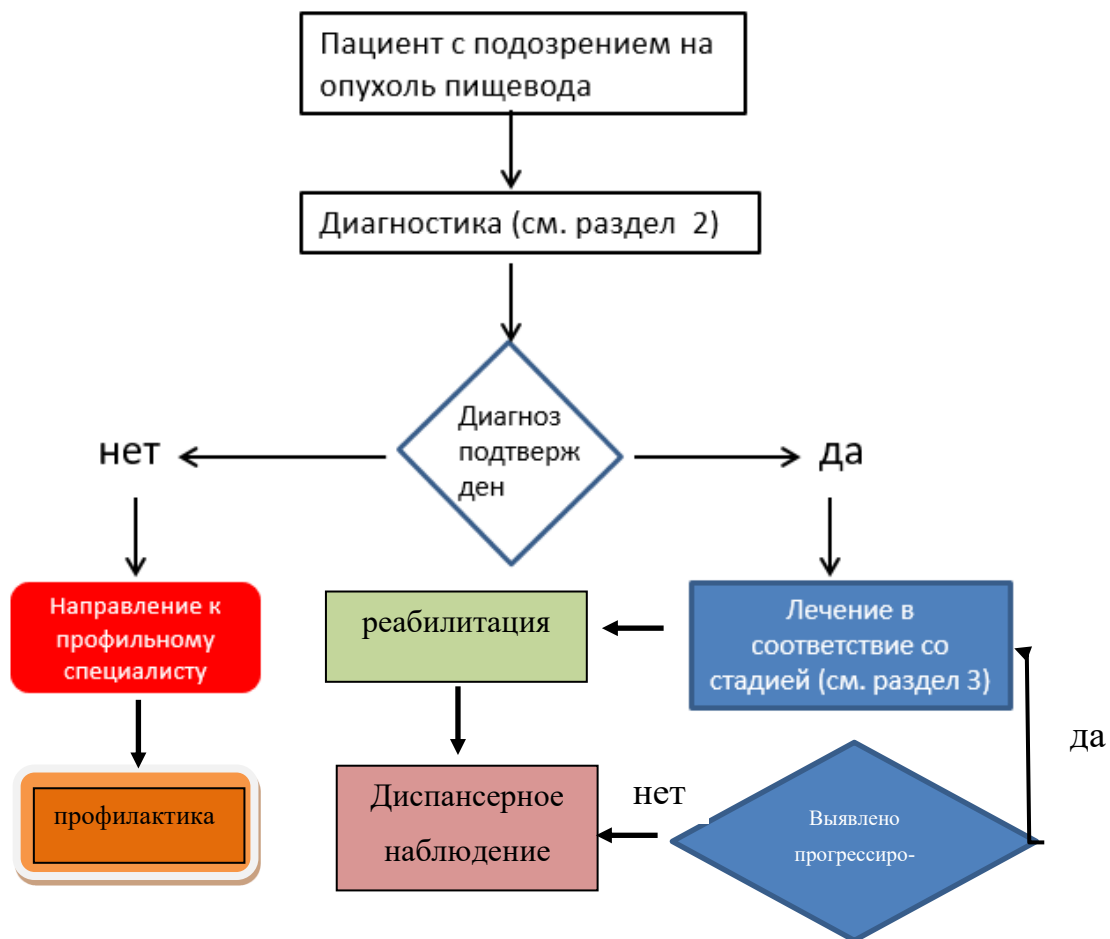 Пациент с подозрением на
опухоль пищевода
Диагностика (см. раздел 2)
Диагноз
подтверж
ден
нет
да
Направление к
профильному
специалисту
реабилитация
Лечение в
соответствие со
стадией (см. раздел 3)
да
профилактика
Диспансерное
наблюдение
нет
Выявлено
прогрессиро-